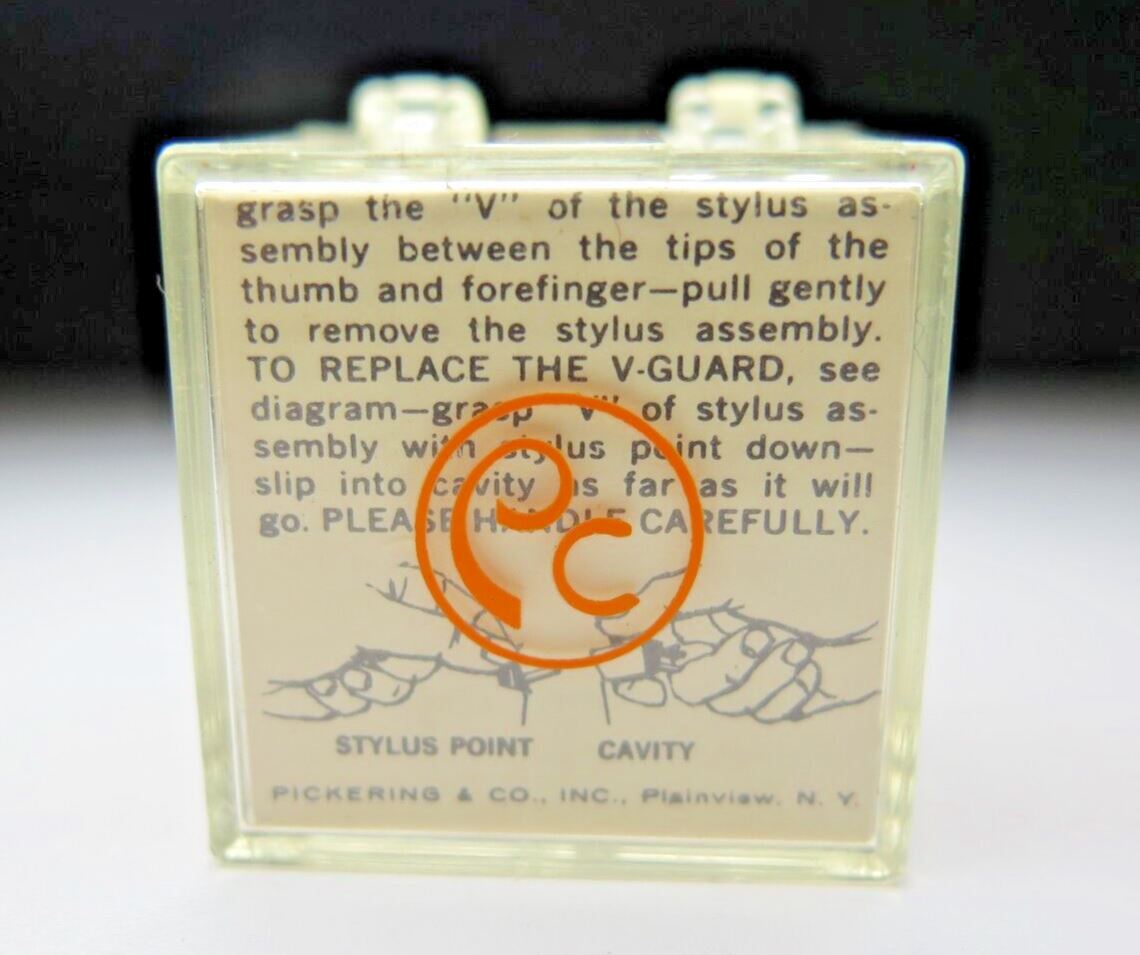 grasp the "V" of the stylus as-
sembly between the tips of the
thumb and forefinger—pull gently
to remove the stylus assembly.
TO REPLACE THE V-GUARD, see
diagram—grasp "V" of stylus as-
sembly with stylus point down—
slip into cavity as far as it will
go. PLEASE HANDLE CAREFULLY.
PC
STYLUS POINT CAVITY
PICKERING & CO., INC., Plainview, N. Y.